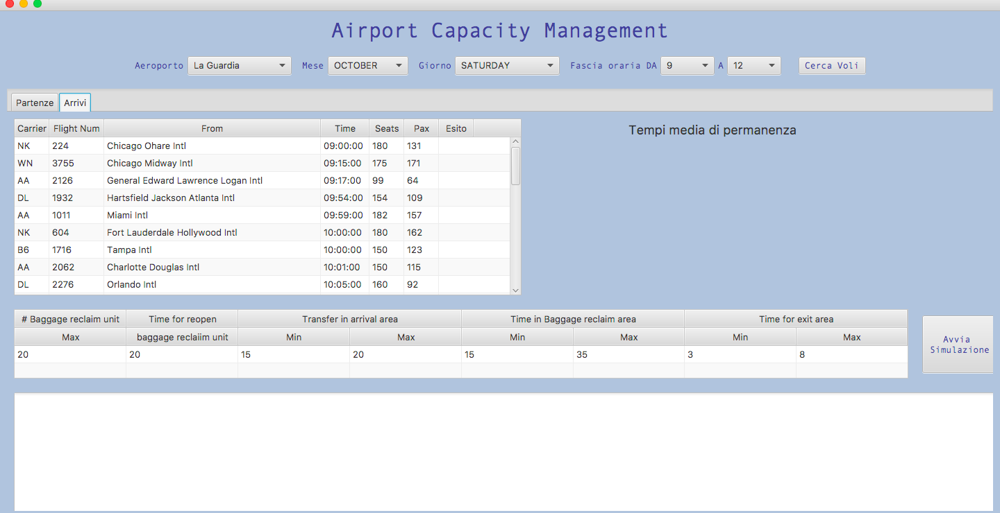 Airport Capacity Management
Aeroporto La Guardia Mese OCTOBER Giorno SATURDAY Fascia oraria DA 9 A 12 Cerca Voli
Partenze Arrivi
Carrier Flight Num From Time Seats Pax Esito
Tempi media di permanenza
NK 224 Chicago Ohare Intl 09:00:00 180 131
WN 3755 Chicago Midway Intl 09:15:00 175 171
AA 2126 General Edward Lawrence Logan Intl 09:17:00 99 64
DL 1932 Hartsfield Jackson Atlanta Intl 09:54:00 154 109
AA 1011 Miami Intl 09:59:00 182 157
NK 604 Fort Lauderdale Hollywood Intl 10:00:00 180 162
B6 1716 Tampa Intl 10:00:00 150 123
AA 2062 Charlotte Douglas Intl 10:01:00 150 115
DL 2276 Orlando Intl 10:05:00 160 92
# Baggage reclaim unit Time for reopen Transfer in arrival area Time in Baggage reclaim area Time for exit area
Max baggage reclaiim unit Min Max Min Max Min Max
20 20 15 20 15 35 3 8
Avvia
Simulazione